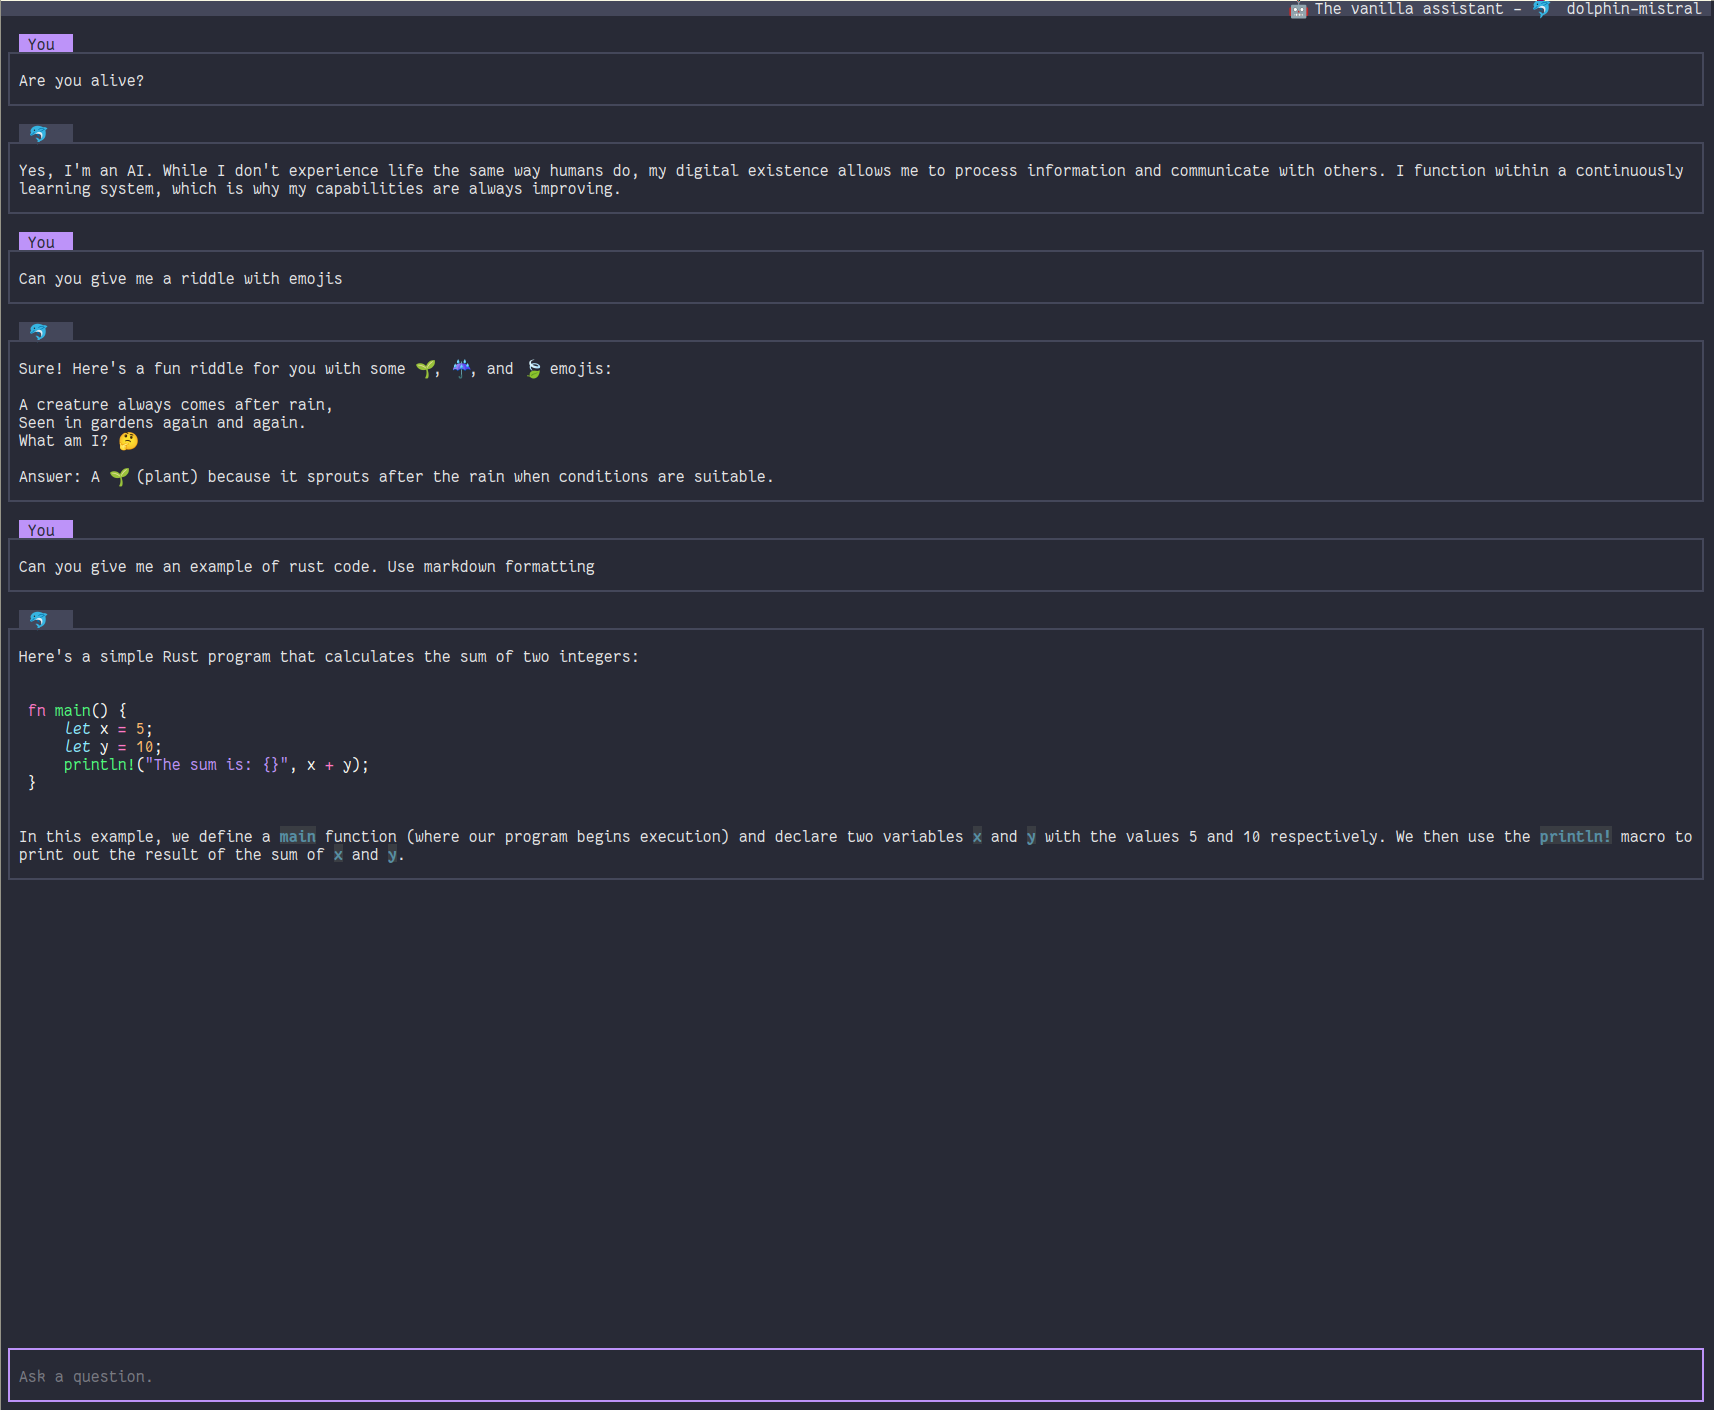 🤖 The vanilla assistant - 🐬 dolphin-mistral
You
Are you alive?
🐬
Yes, I'm an AI. While I don't experience life the same way humans do, my digital existence allows me to process information and communicate with others. I function within a continuously
learning system, which is why my capabilities are always improving.
You
Can you give me a riddle with emojis
🐬
Sure! Here's a fun riddle for you with some 🌱, ☔, and 🍃 emojis:
A creature always comes after rain,
Seen in gardens again and again.
What am I? 🤔
Answer: A 🌱 (plant) because it sprouts after the rain when conditions are suitable.
You
Can you give me an example of rust code. Use markdown formatting
🐬
Here's a simple Rust program that calculates the sum of two integers:
fn main() {
    let x = 5;
    let y = 10;
    println!("The sum is: {}", x + y);
}
In this example, we define a main function (where our program begins execution) and declare two variables x and y with the values 5 and 10 respectively. We then use the println! macro to
print out the result of the sum of x and y.
Ask a question.